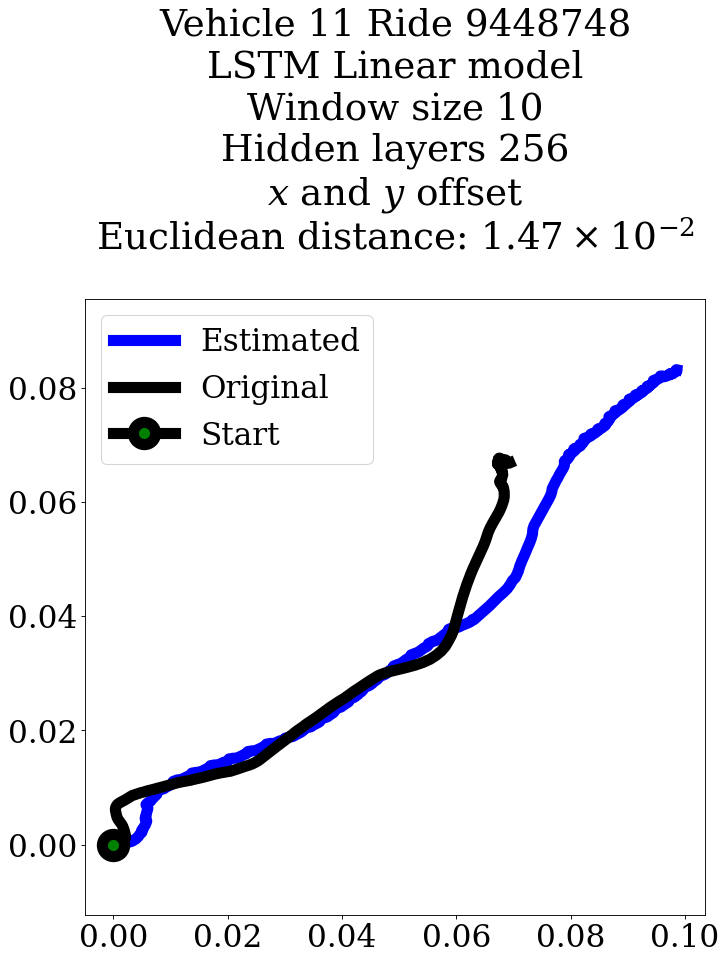 Vehicle 11 Ride 9448748
LSTM Linear model
Window size 10
Hidden layers 256
x and y offset
Euclidean distance: 1.47 × 10⁻²
Estimated
Original
Start
0.08
0.06
0.04
0.02
0.00
0.00 0.02 0.04 0.06 0.08 0.10